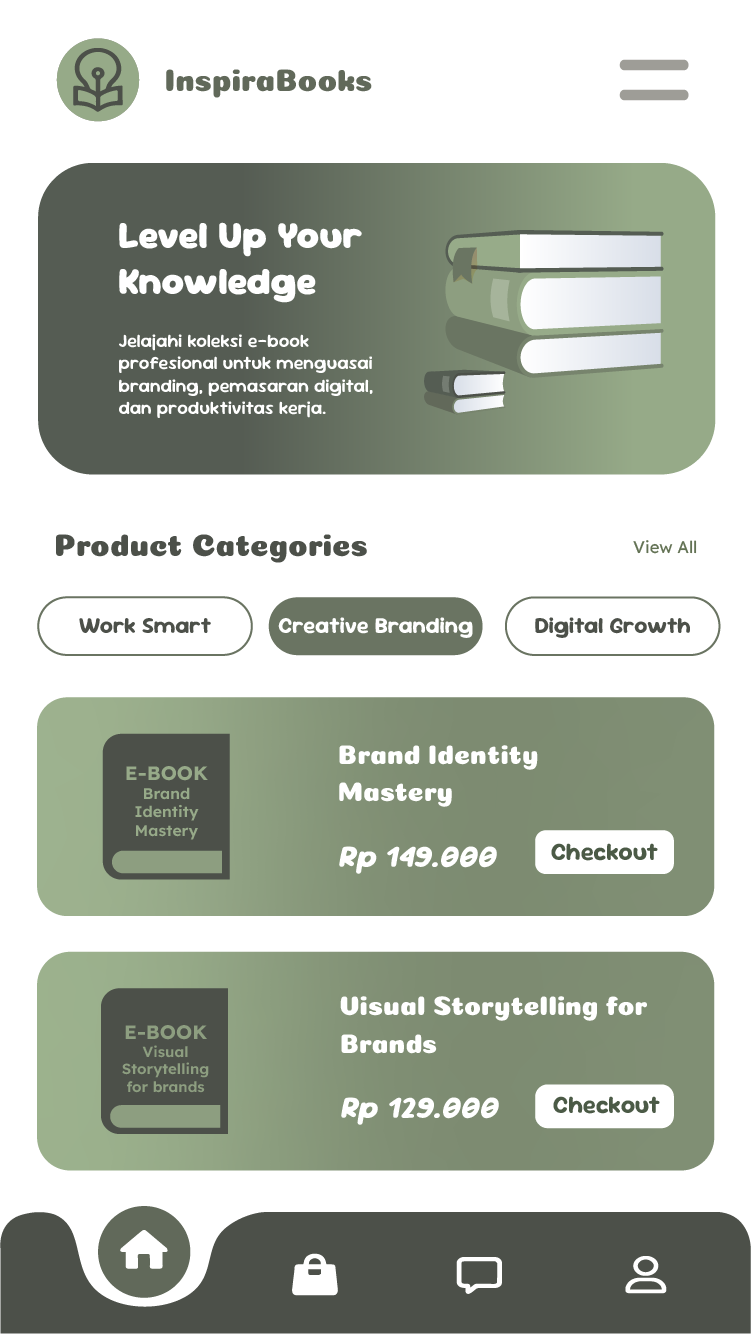 InspiraBooks
Level Up Your
Knowledge
Jelajahi koleksi e-book
profesional untuk menguasai
branding, pemasaran digital,
dan produktivitas kerja.
Product Categories
View All
Work Smart
Creative Branding
Digital Growth
E-BOOK
Brand
Identity
Mastery
Brand Identity
Mastery
Rp 149.000
Checkout
E-BOOK
Visual
Storytelling
for brands
Visual Storytelling for
Brands
Rp 129.000
Checkout